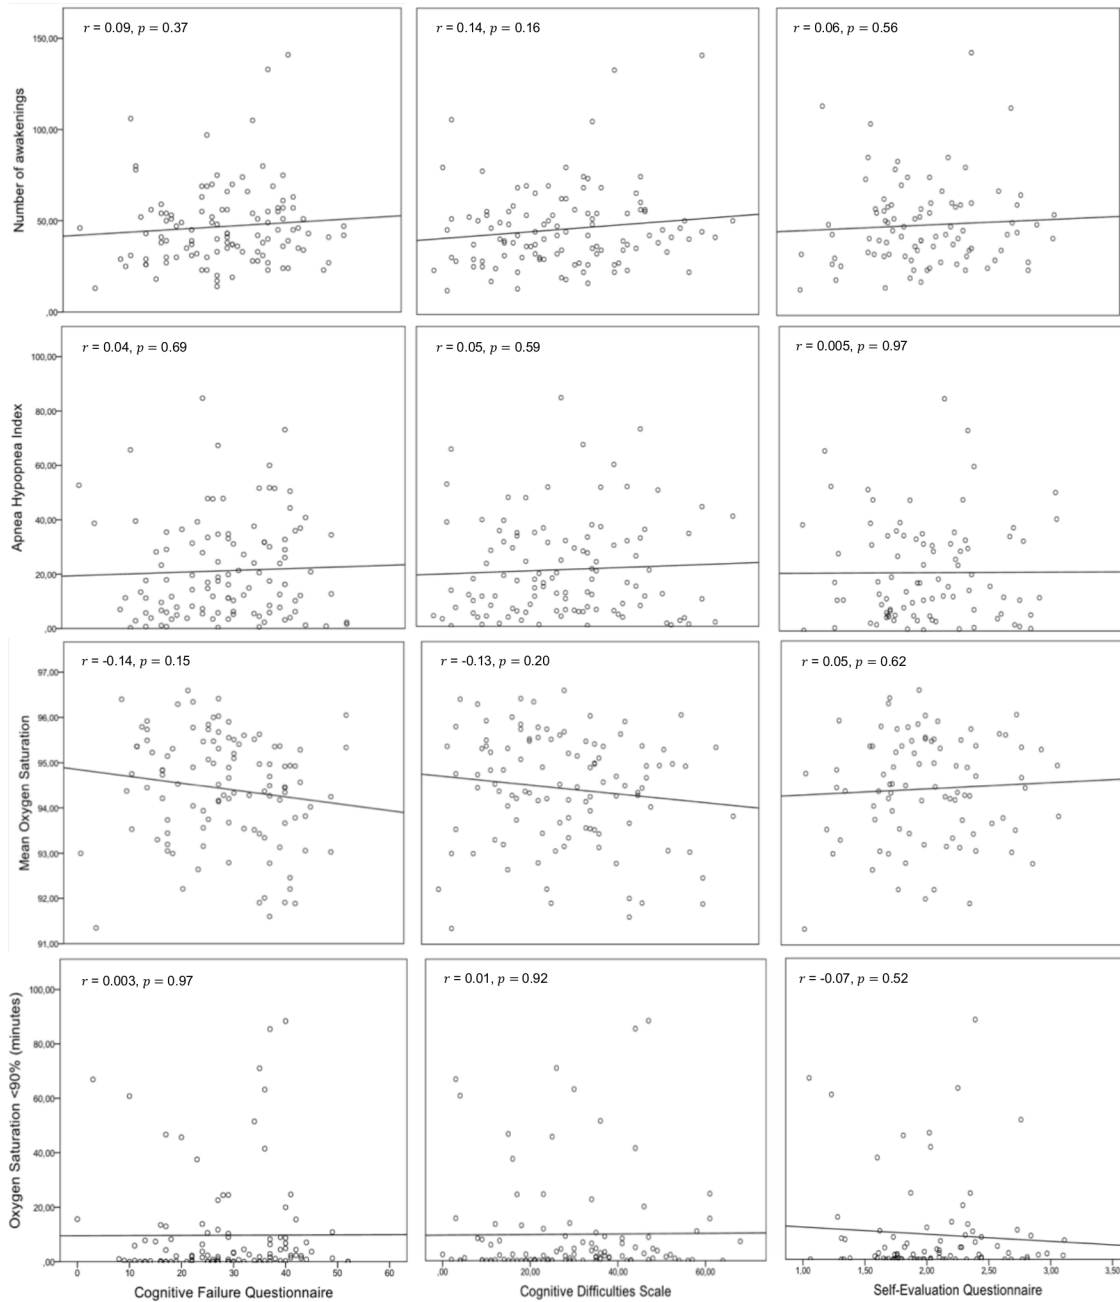 r = 0.09, p = 0.37
r = 0.14, p = 0.16
r = 0.06, p = 0.56
Number of awakenings
150,00
100,00
50,00
,00
r = 0.04, p = 0.69
r = 0.05, p = 0.59
r = 0.005, p = 0.97
Apnea Hypopnea Index
100,00
80,00
60,00
40,00
20,00
,00
r = -0.14, p = 0.15
r = -0.13, p = 0.20
r = 0.05, p = 0.62
Mean Oxygen Saturation
97,00
96,00
95,00
94,00
93,00
92,00
91,00
r = 0.003, p = 0.97
r = 0.01, p = 0.92
r = -0.07, p = 0.52
Oxygen Saturation <90% (minutes)
100,00
80,00
60,00
40,00
20,00
,00
0 10 20 30 40 50 60
,00 20,00 40,00 60,00
1,00 1,50 2,00 2,50 3,00 3,50
Cognitive Failure Questionnaire
Cognitive Difficulties Scale
Self-Evaluation Questionnaire